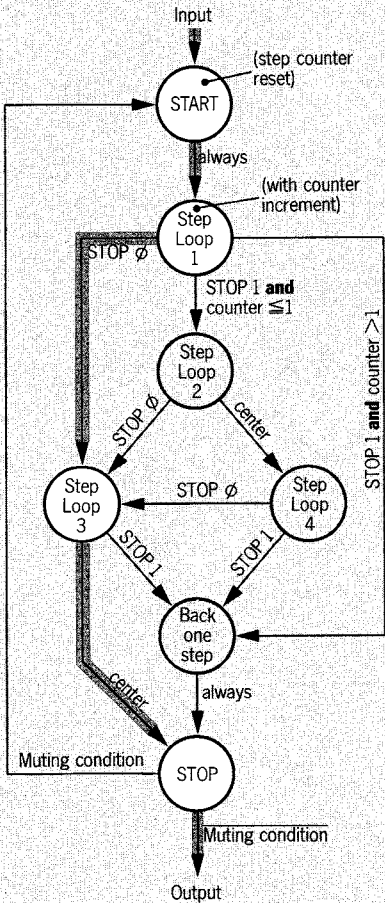 Input
(step counter
reset)
START
always
(with counter
increment)
Step
Loop
1
STOP ∅
STOP 1 and
counter ≦1
STOP 1 and counter >1
Step
Loop
2
STOP ∅
center
Step
Loop
3
STOP ∅
Step
Loop
4
STOP 1
STOP 1
Back
one
step
always
center
Muting condition
STOP
Muting condition
Output